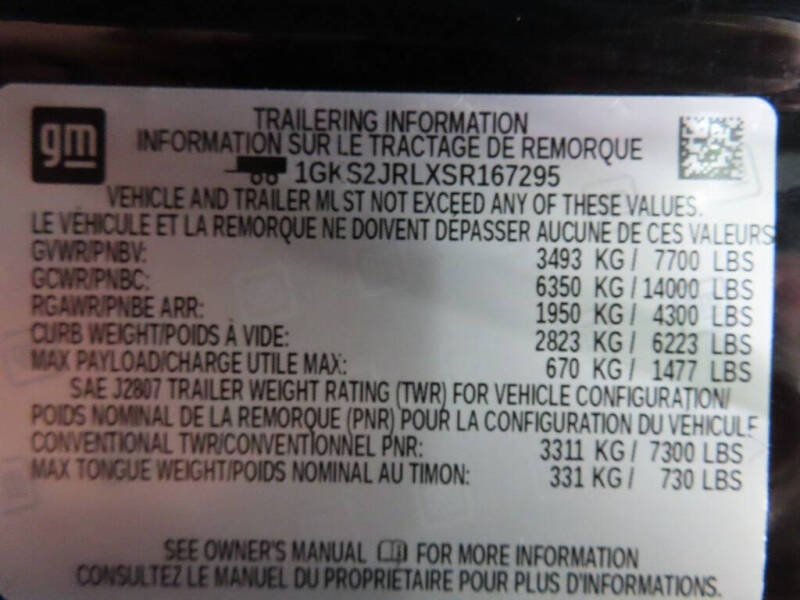 gm
TRAILERING INFORMATION
INFORMATION SUR LE TRACTAGE DE REMORQUE
1GKS2JRLXSR167295
VEHICLE AND TRAILER MUST NOT EXCEED ANY OF THESE VALUES.
LE VÉHICULE ET LA REMORQUE NE DOIVENT DÉPASSER AUCUNE DE CES VALEURS
GVWR/PNBV: 3493 KG / 7700 LBS
GCWR/PNBC: 6350 KG / 14000 LBS
RGAWR/PNBE ARR: 1950 KG / 4300 LBS
CURB WEIGHT/POIDS À VIDE: 2823 KG / 6223 LBS
MAX PAYLOAD/CHARGE UTILE MAX: 670 KG / 1477 LBS
SAE J2807 TRAILER WEIGHT RATING (TWR) FOR VEHICLE CONFIGURATION/
POIDS NOMINAL DE LA REMORQUE (PNR) POUR LA CONFIGURATION DU VÉHICULE
CONVENTIONAL TWR/CONVENTIONNEL PNR: 3311 KG / 7300 LBS
MAX TONGUE WEIGHT/POIDS NOMINAL AU TIMON: 331 KG / 730 LBS
SEE OWNER'S MANUAL FOR MORE INFORMATION
CONSULTEZ LE MANUEL DU PROPRIÉTAIRE POUR PLUS D'INFORMATIONS.